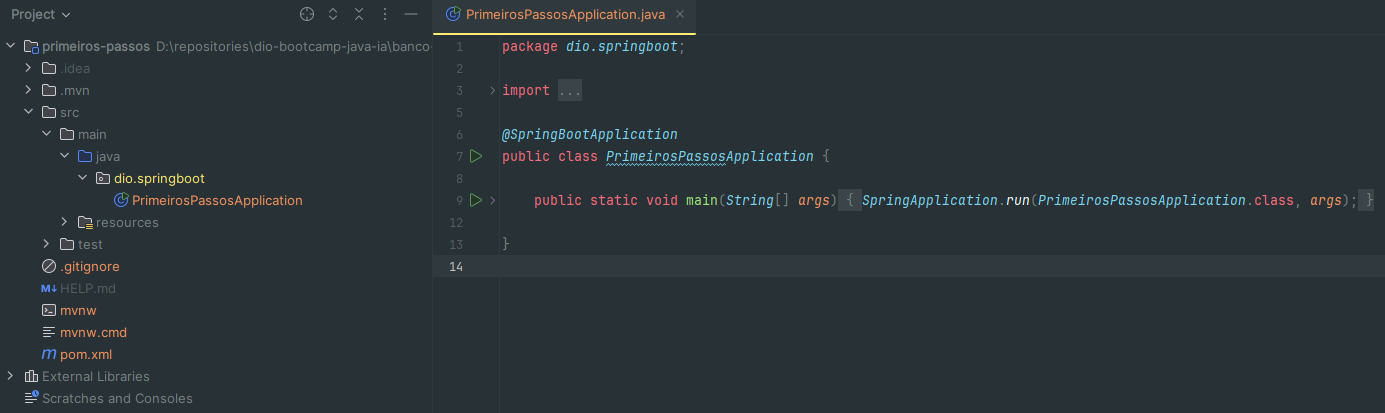 Project
primeiros-passos D:\repositories\dio-bootcamp-java-ia\banco-
.idea
.mvn
src
main
java
dio.springboot
PrimeirosPassosApplication
resources
test
.gitignore
M↓ HELP.md
mvnw
mvnw.cmd
m pom.xml
External Libraries
Scratches and Consoles
PrimeirosPassosApplication.java
1 package dio.springboot;
2
3 import ...
5
6 @SpringBootApplication
7 public class PrimeirosPassosApplication {
8
9 public static void main(String[] args) { SpringApplication.run(PrimeirosPassosApplication.class, args); }
12
13 }
14